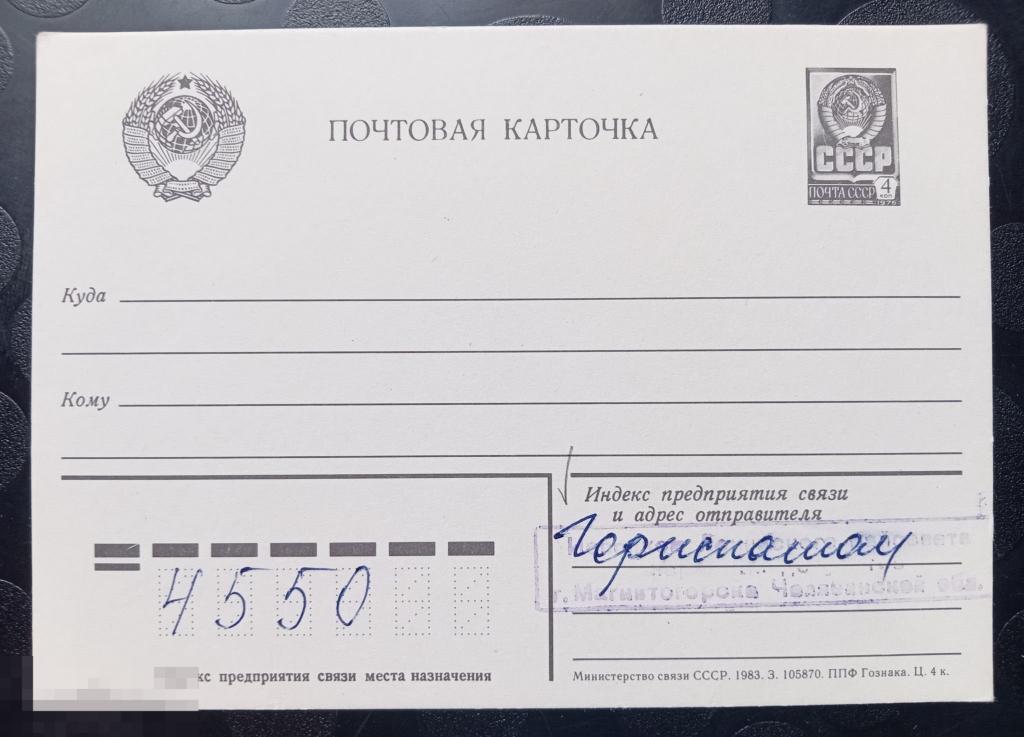 ПОЧТОВАЯ КАРТОЧКА
СССР
ПОЧТА СССР 4 КОП
1976
Куда
Кому
Индекс предприятия связи
и адрес отправителя
г. Магнитогорска Челябинской обл.
4550
предприятия связи места назначения
Министерство связи СССР. 1983. З. 105870. ППФ Гознака. Ц. 4 к.